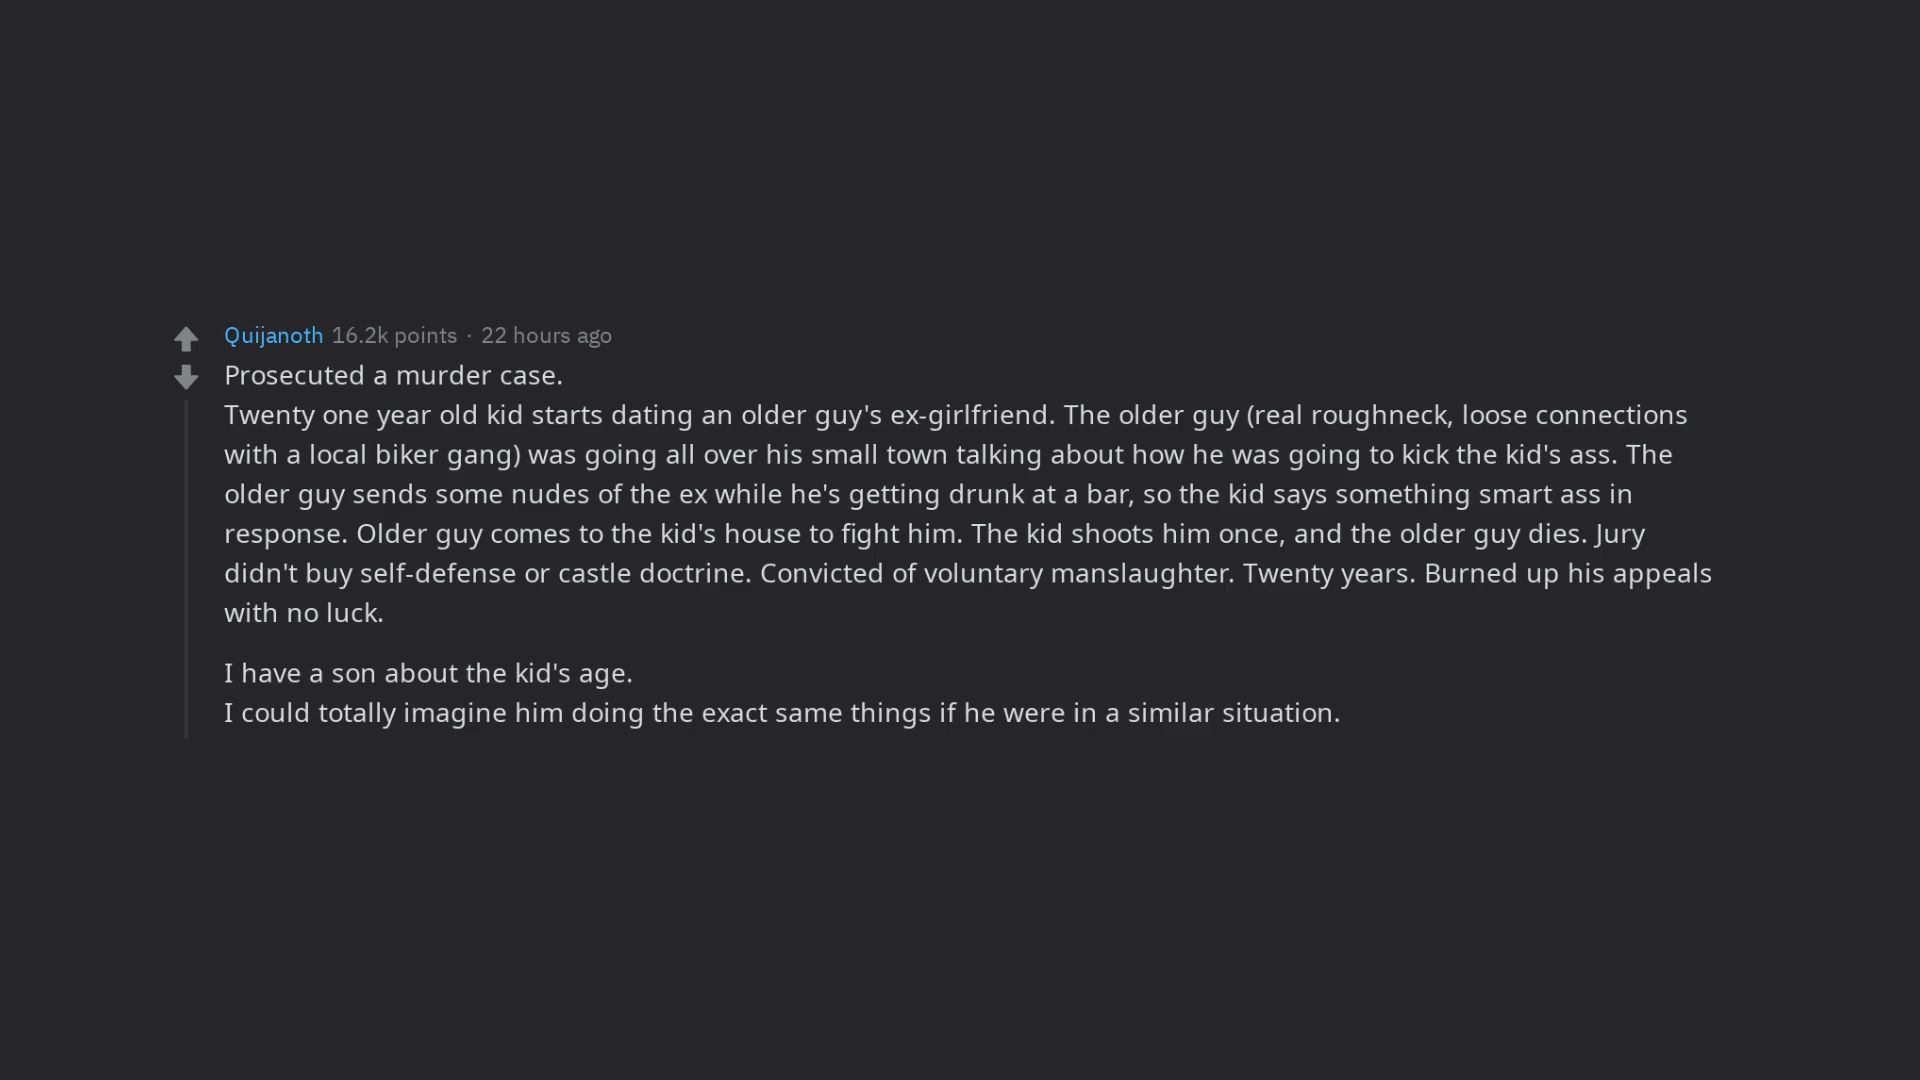 Quijanoth 16.2k points · 22 hours ago
Prosecuted a murder case.
Twenty one year old kid starts dating an older guy's ex-girlfriend. The older guy (real roughneck, loose connections
with a local biker gang) was going all over his small town talking about how he was going to kick the kid's ass. The
older guy sends some nudes of the ex while he's getting drunk at a bar, so the kid says something smart ass in
response. Older guy comes to the kid's house to fight him. The kid shoots him once, and the older guy dies. Jury
didn't buy self-defense or castle doctrine. Convicted of voluntary manslaughter. Twenty years. Burned up his appeals
with no luck.
I have a son about the kid's age.
I could totally imagine him doing the exact same things if he were in a similar situation.